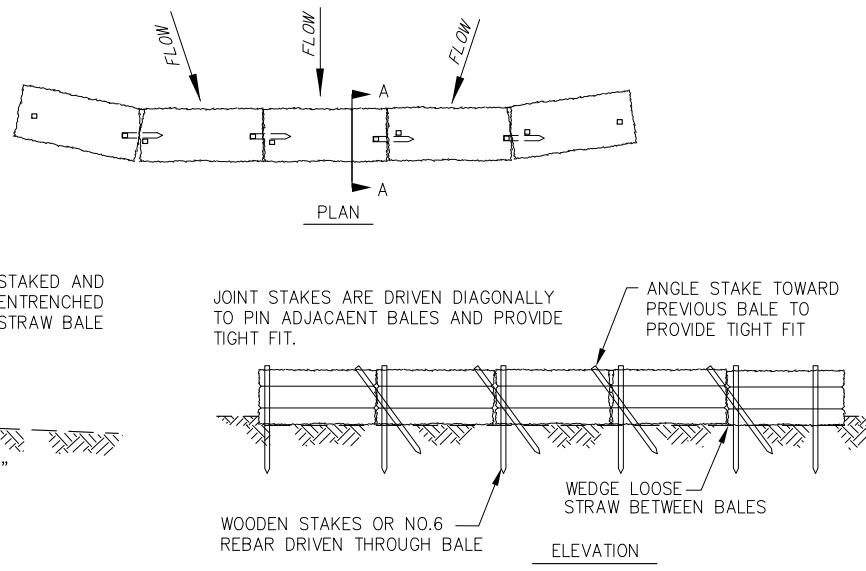 FLOW
FLOW
FLOW
A
A
PLAN
STAKED AND
ENTRENCHED
STRAW BALE
JOINT STAKES ARE DRIVEN DIAGONALLY
TO PIN ADJACAENT BALES AND PROVIDE
TIGHT FIT.
ANGLE STAKE TOWARD
PREVIOUS BALE TO
PROVIDE TIGHT FIT
"
WOODEN STAKES OR NO.6
REBAR DRIVEN THROUGH BALE
WEDGE LOOSE
STRAW BETWEEN BALES
ELEVATION